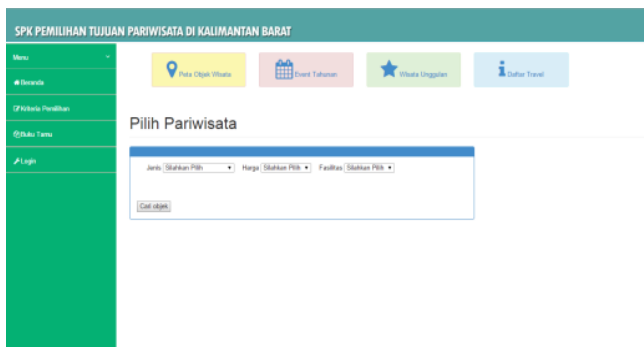 SPK PEMILIHAN TUJUAN PARIWISATA DI KALIMANTAN BARAT
Menu
Beranda
Kriteria Pemilihan
Buku Tamu
Login
Peta Objek Wisata
Event Tahunan
Wisata Unggulan
Daftar Travel
Pilih Pariwisata
Jenis Silahkan Pilih Harga Silahkan Pilih Fasilitas Silahkan Pilih
Cari objek